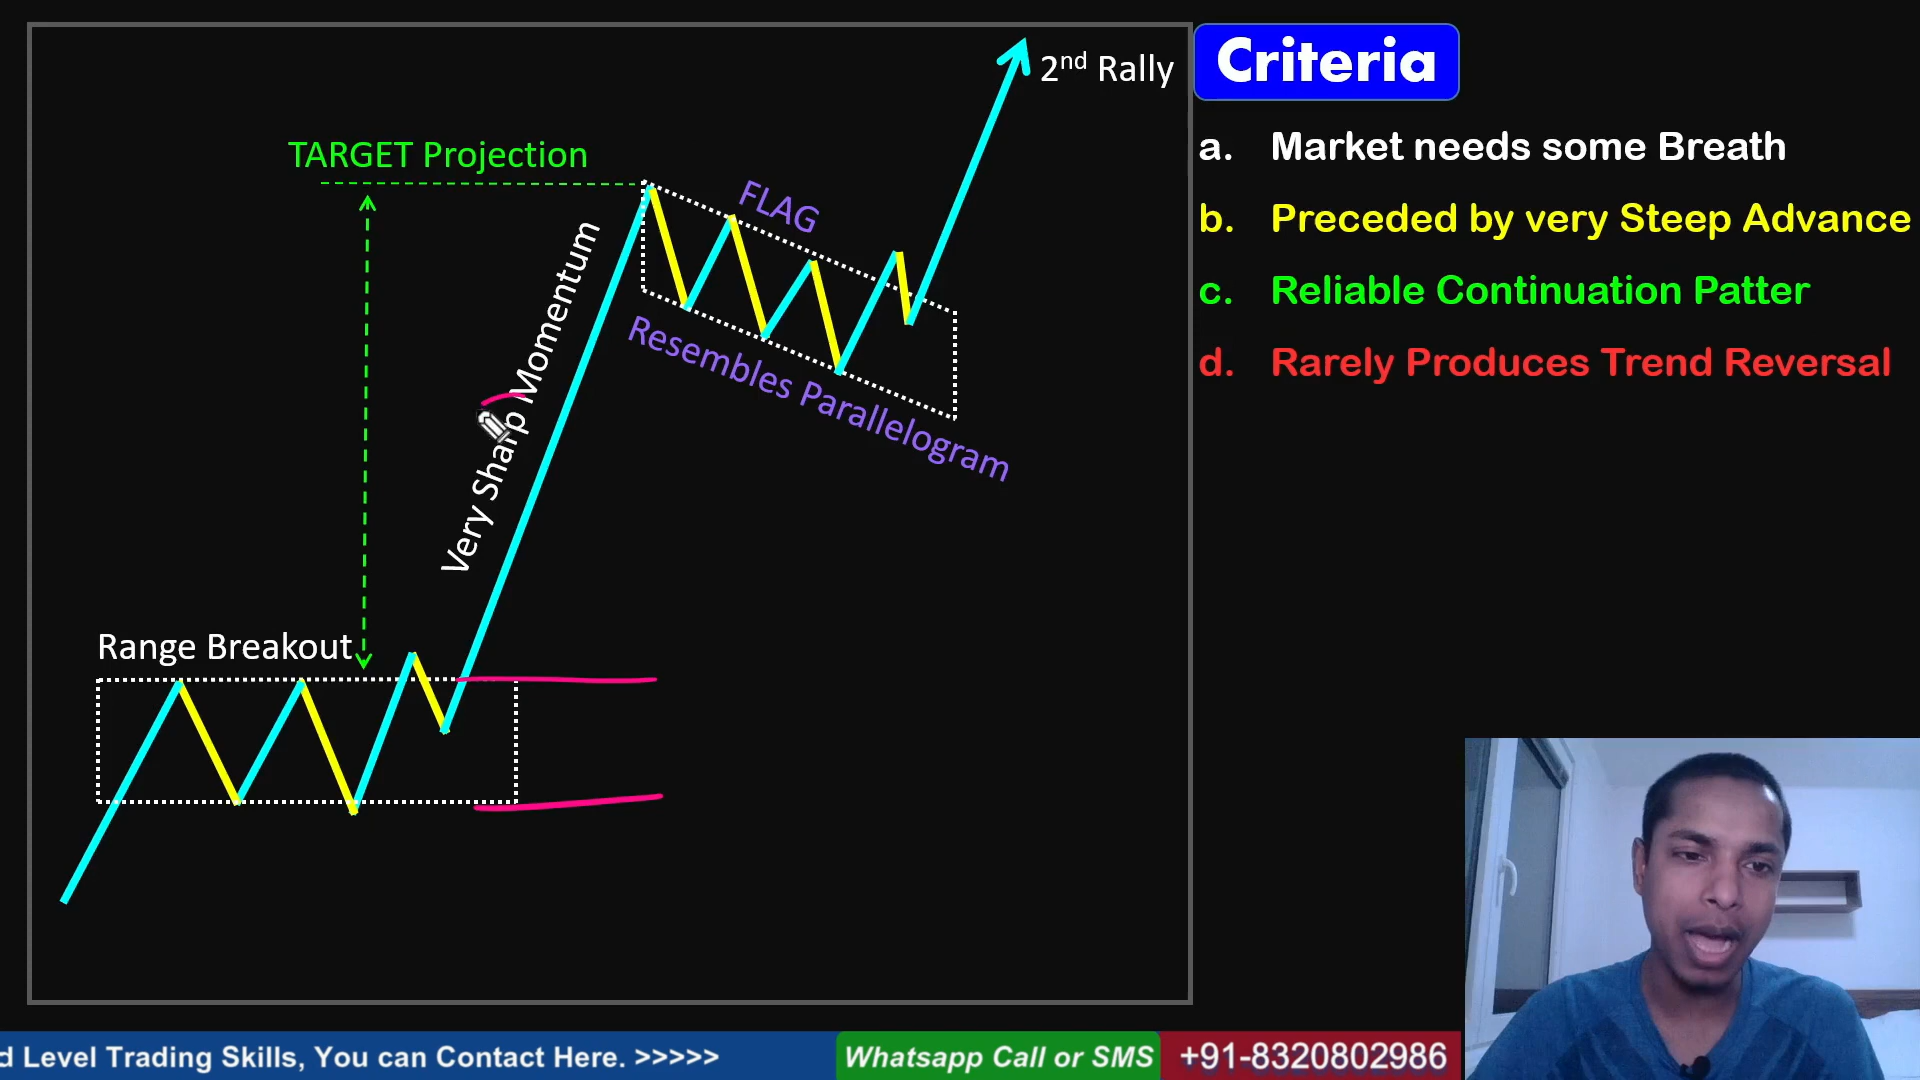 Criteria
2nd Rally
a. Market needs some Breath
TARGET Projection
b. Preceded by very Steep Advance
FLAG
c. Reliable Continuation Patter
Very Sharp Momentum
Resembles Parallelogram
d. Rarely Produces Trend Reversal
Range Breakout
d Level Trading Skills, You can Contact Here. >>>>>
Whatsapp Call or SMS
+91-8320802986